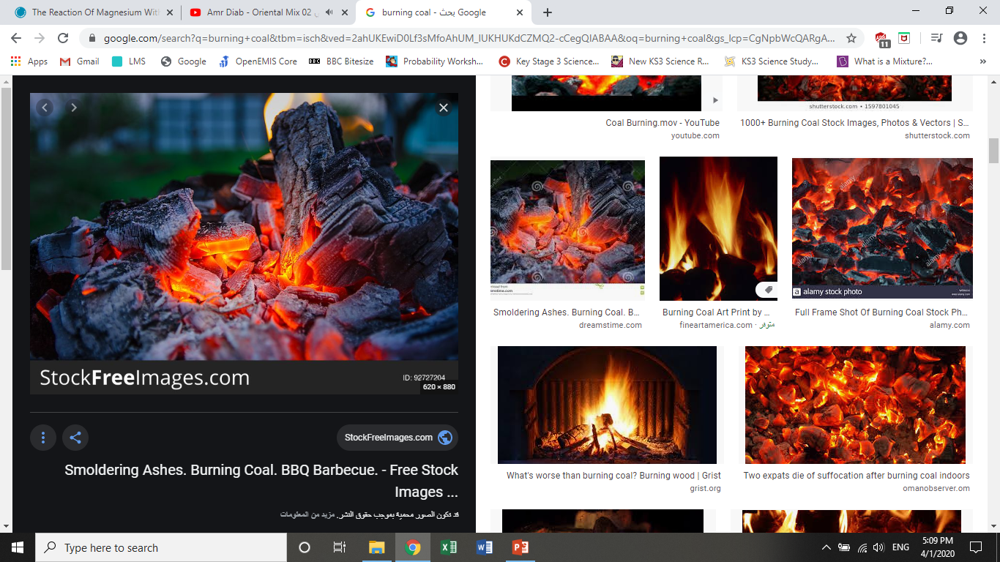 The Reaction Of Magnesium With
Amr Diab - Oriental Mix 02
burning coal - بحث Google
google.com/search?q=burning+coal&tbm=isch&ved=2ahUKEwiD0Lf3sMfoAhUM_IUKHUKdCZMQ2-cCegQIABAA&oq=burning+coal&gs_lcp=CgNpbWcQARgA...
11
Apps
Gmail
LMS
Google
OpenEMIS Core
BBC BBC Bitesize
Probability Worksh...
Key Stage 3 Science...
New KS3 Science R...
KS3 Science Study...
What is a Mixture?...
»
StockFreeImages.com
ID: 92727204
620 × 880
StockFreeImages.com
Smoldering Ashes. Burning Coal. BBQ Barbecue. - Free Stock
Images ...
قد تكون الصور محمية بموجب حقوق النشر. مزيد من المعلومات
shutterstock.com • 1597801045
Coal Burning.mov - YouTube
youtube.com
1000+ Burning Coal Stock Images, Photos & Vectors | S...
shutterstock.com
alamy
a alamy stock photo
Smoldering Ashes. Burning Coal. B...
dreamstime.com
Burning Coal Art Print by ...
fineartamerica.com · متوفر
Full Frame Shot Of Burning Coal Stock Ph...
alamy.com
What's worse than burning coal? Burning wood | Grist
grist.org
Two expats die of suffocation after burning coal indoors
omanobserver.om
Type here to search
ENG
5:09 PM
4/1/2020